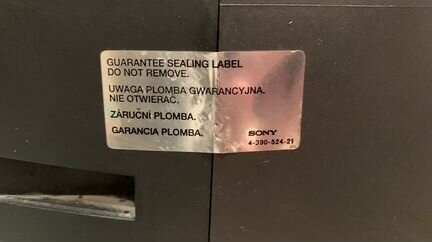 GUARANTEE SEALING LABEL
DO NOT REMOVE.
UWAGA PLOMBA GWARANCYJNA.
NIE OTWIERAC.
ZÁRUČNÍ PLOMBA.
GARANCIA PLOMBA.
SONY
4-390-524-21